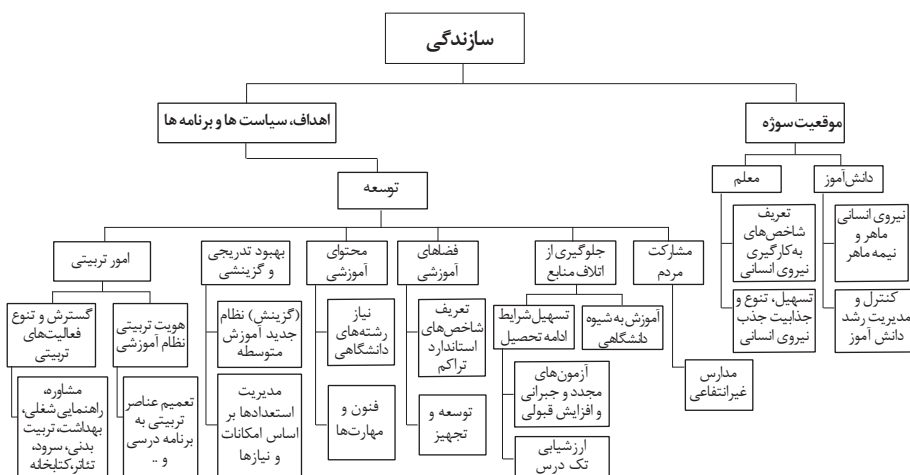 سازندگی
موقعیت سوژه
اهداف، سیاست ها و برنامه ها
دانش‌آموز
معلم
توسعه
نیروی انسانی
ماهر و
نیمه ماهر
کنترل و
مدیریت رشد
دانش آموز
تعریف
شاخص‌های
به‌کارگیری
نیروی انسانی
تسهیل، تنوع و
جذابیت جذب
نیروی انسانی
مشارکت
مردم
جلوگیری از
اتلاف منابع
فضاهای
آموزشی
محتوای
آموزشی
بهبود تدریجی
و گزینشی
امور تربیتی
مدارس
غیرانتفاعی
آموزش به شیوه
دانشگاهی
تسهیل شرایط
ادامه تحصیل
آزمون‌های
مجدد و جبرانی
و افزایش قبولی
ارزشیابی
تک درس
تعریف
شاخص‌های
استاندارد
تراکم
توسعه و
تجهیز
نیاز
رشته‌های
دانشگاهی
فنون و
مهارت‌ها
(گزینش) نظام
جدید آموزش
متوسطه
مدیریت
استعدادها بر
اساس امکانات
و نیازها
هویت تربیتی
نظام آموزشی
تعمیم عناصر
تربیتی به
برنامه درسی
و ..
گسترش و تنوع
فعالیت‌های
تربیتی
مشاوره،
راهنمایی شغلی،
بهداشت، تربیت
بدنی، سرود،
تئاتر، کتابخانه